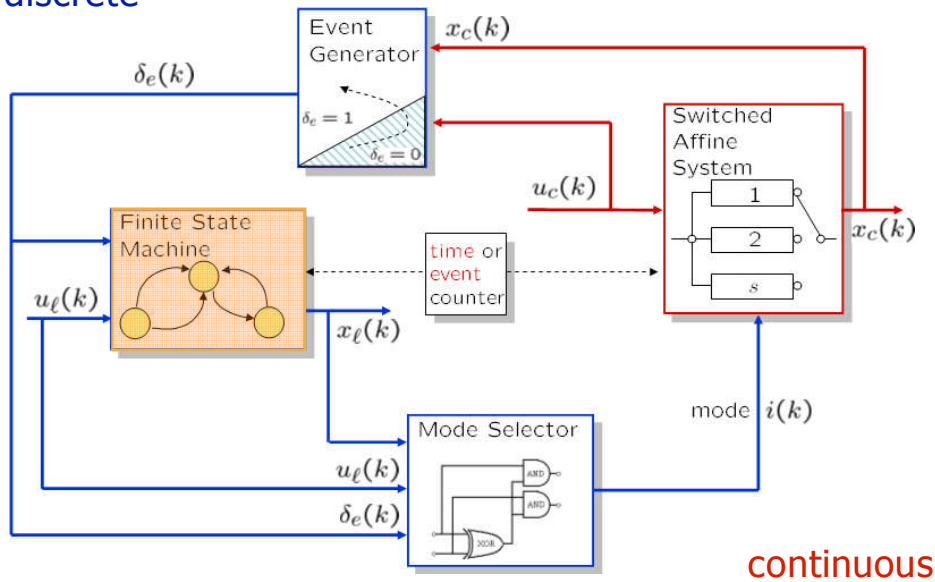 discrete
Event
Generator
δ_e = 1
δ_e = 0
x_c(k)
δ_e(k)
Switched
Affine
System
1
2
s
u_c(k)
x_c(k)
Finite State
Machine
time or
event
counter
u_ℓ(k)
x_ℓ(k)
mode i(k)
Mode Selector
AND
AND
XOR
u_ℓ(k)
δ_e(k)
continuous